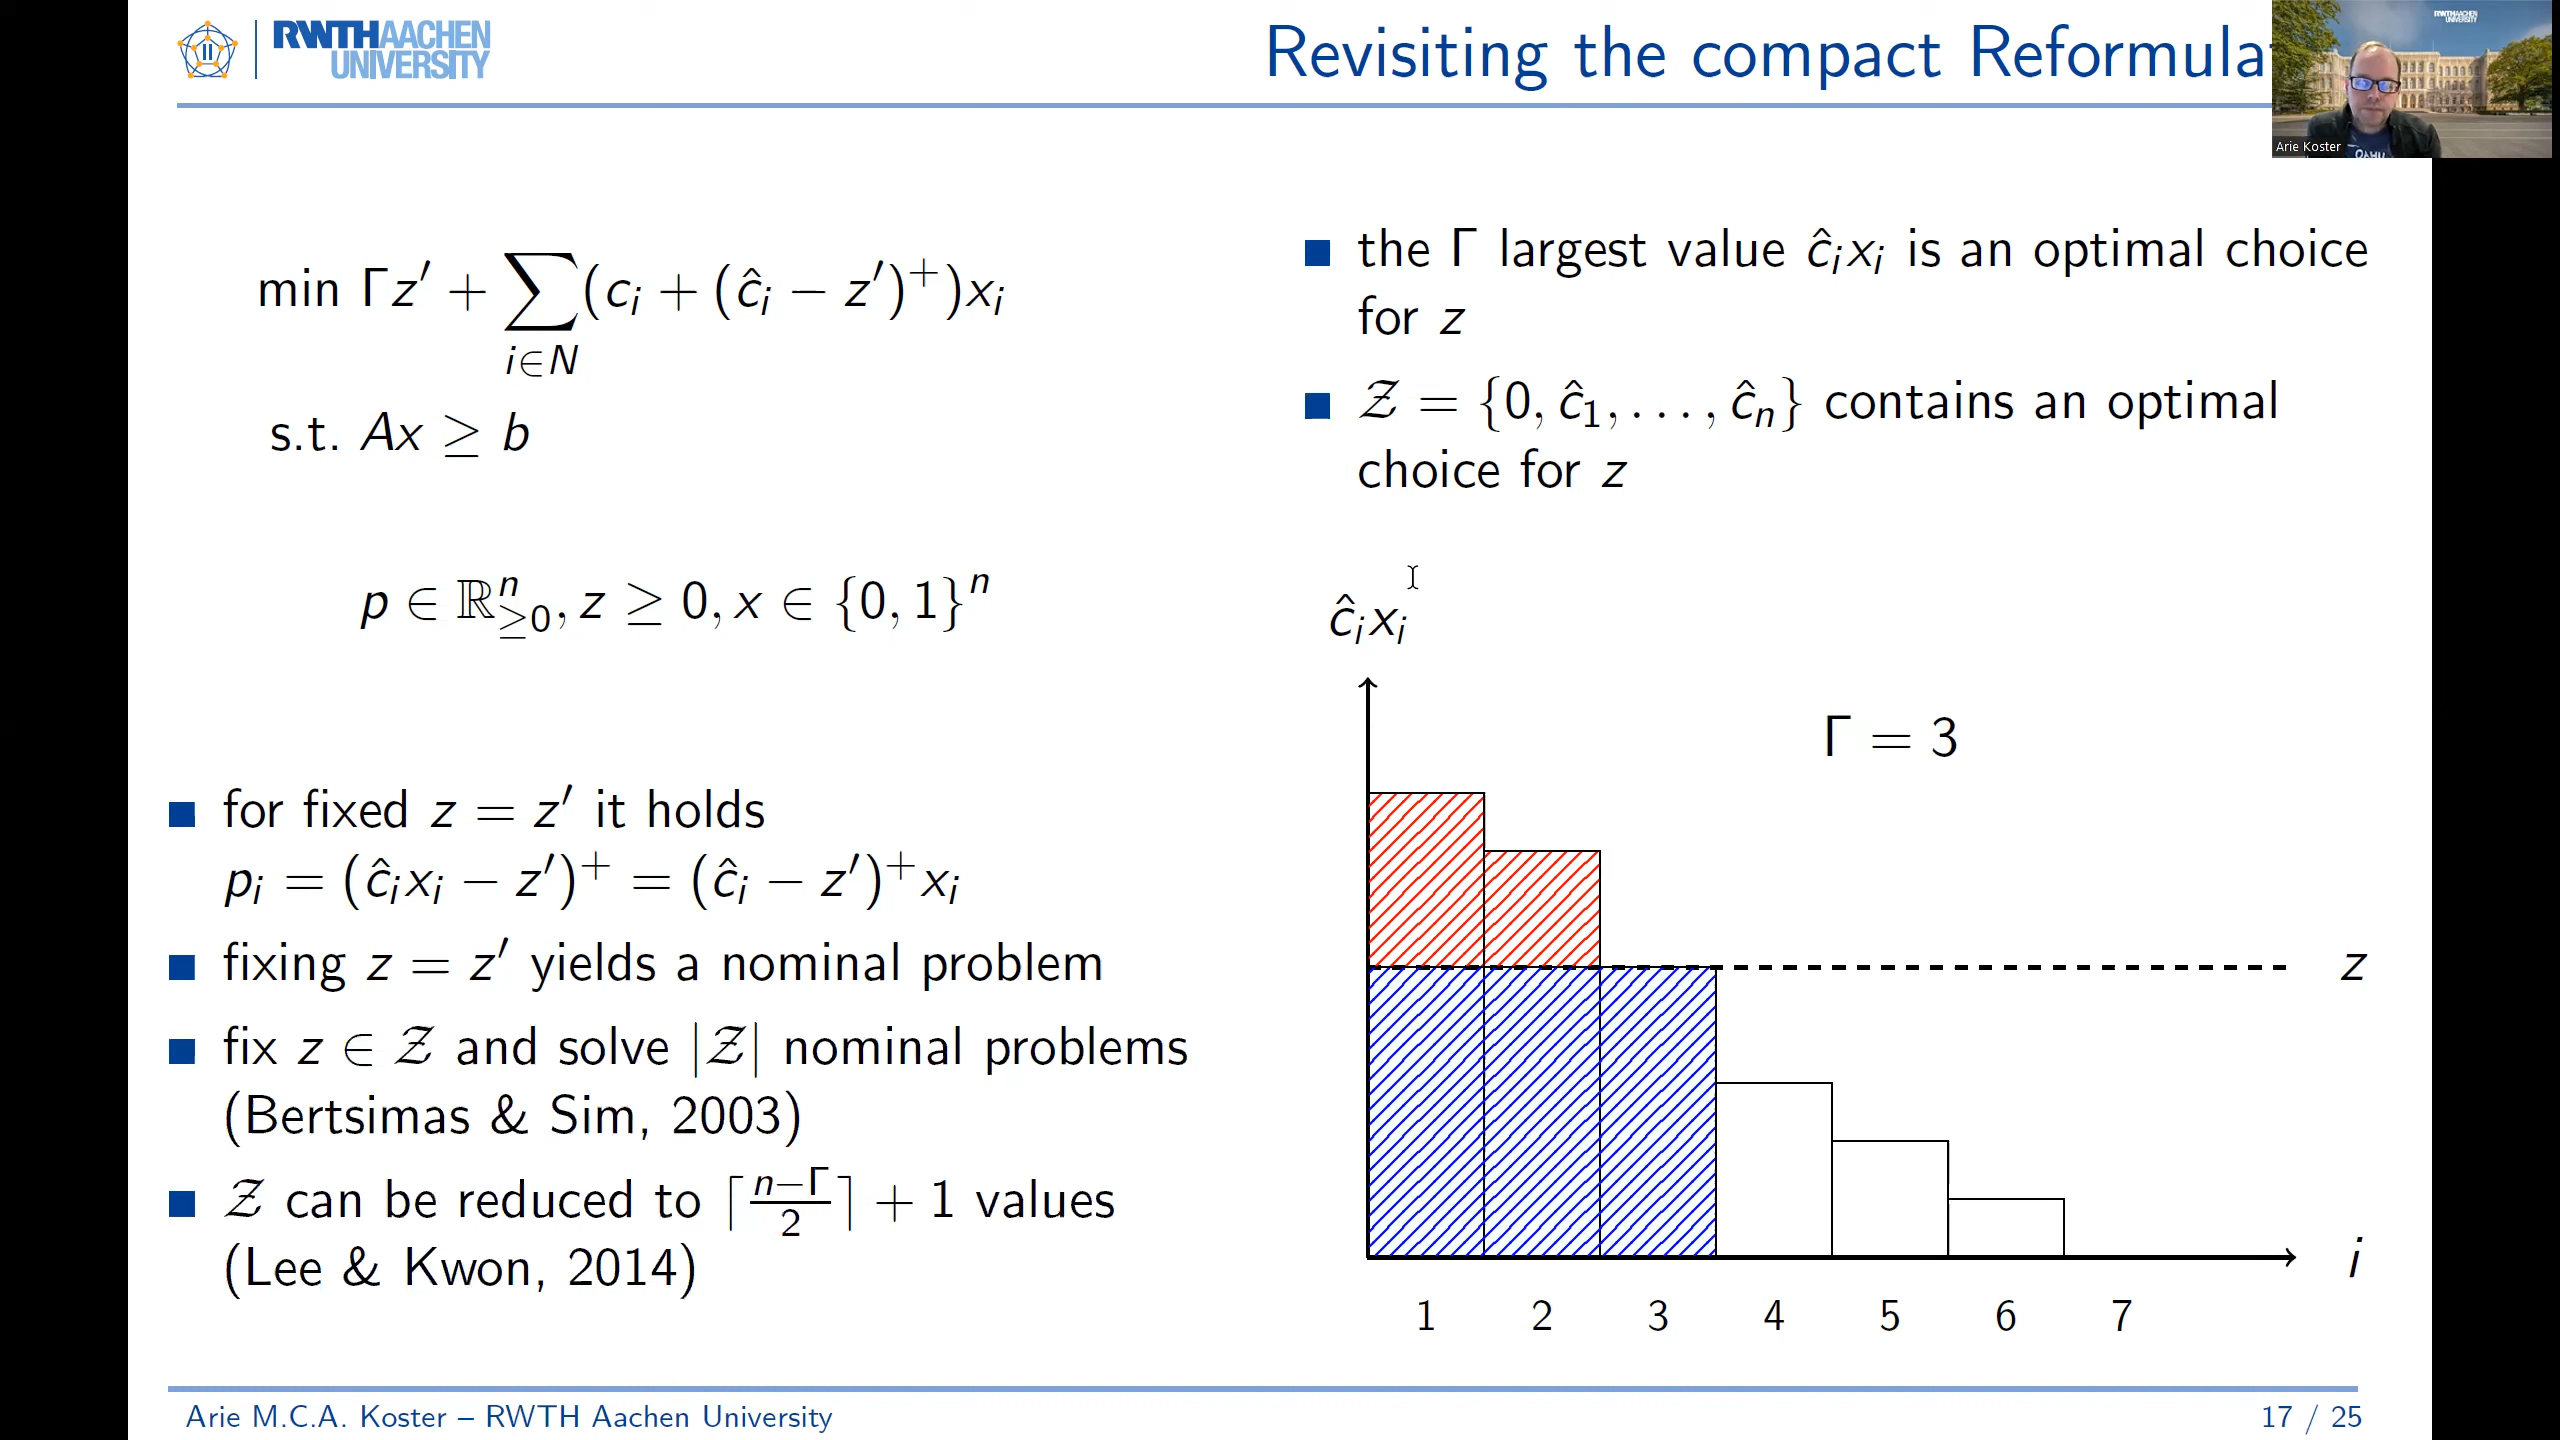 RWTHAACHEN
UNIVERSITY
Revisiting the compact Reformula
RWTHAACHEN
UNIVERSITY
Arie Koster
min Γz′ + ∑_{i∈N} (c_i + (ĉ_i − z′)^+)x_i
s.t. Ax ≥ b
p ∈ ℝ^n_{≥0}, z ≥ 0, x ∈ {0, 1}^n
for fixed z = z′ it holds
p_i = (ĉ_i x_i − z′)^+ = (ĉ_i − z′)^+ x_i
fixing z = z′ yields a nominal problem
fix z ∈ 𝒵 and solve |𝒵| nominal problems
(Bertsimas & Sim, 2003)
𝒵 can be reduced to ⌈(n−Γ)/2⌉ + 1 values
(Lee & Kwon, 2014)
the Γ largest value ĉ_i x_i is an optimal choice
for z
𝒵 = {0, ĉ_1, . . . , ĉ_n} contains an optimal
choice for z
ĉ_i x_i
Γ = 3
z
i
1 2 3 4 5 6 7
Arie M.C.A. Koster – RWTH Aachen University
17 / 25